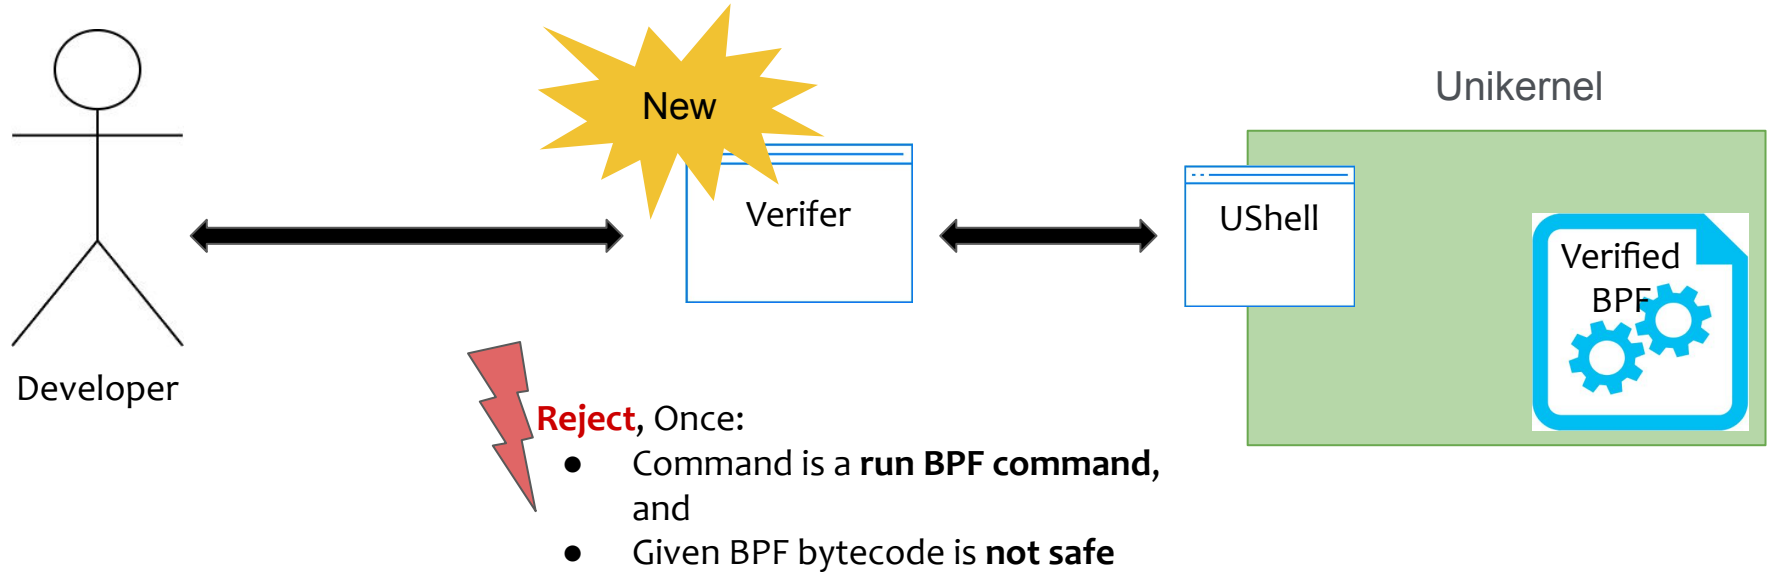 New
Unikernel
Verifer
UShell
Verified
BPF
Developer
Reject, Once:
● Command is a run BPF command,
and
● Given BPF bytecode is not safe